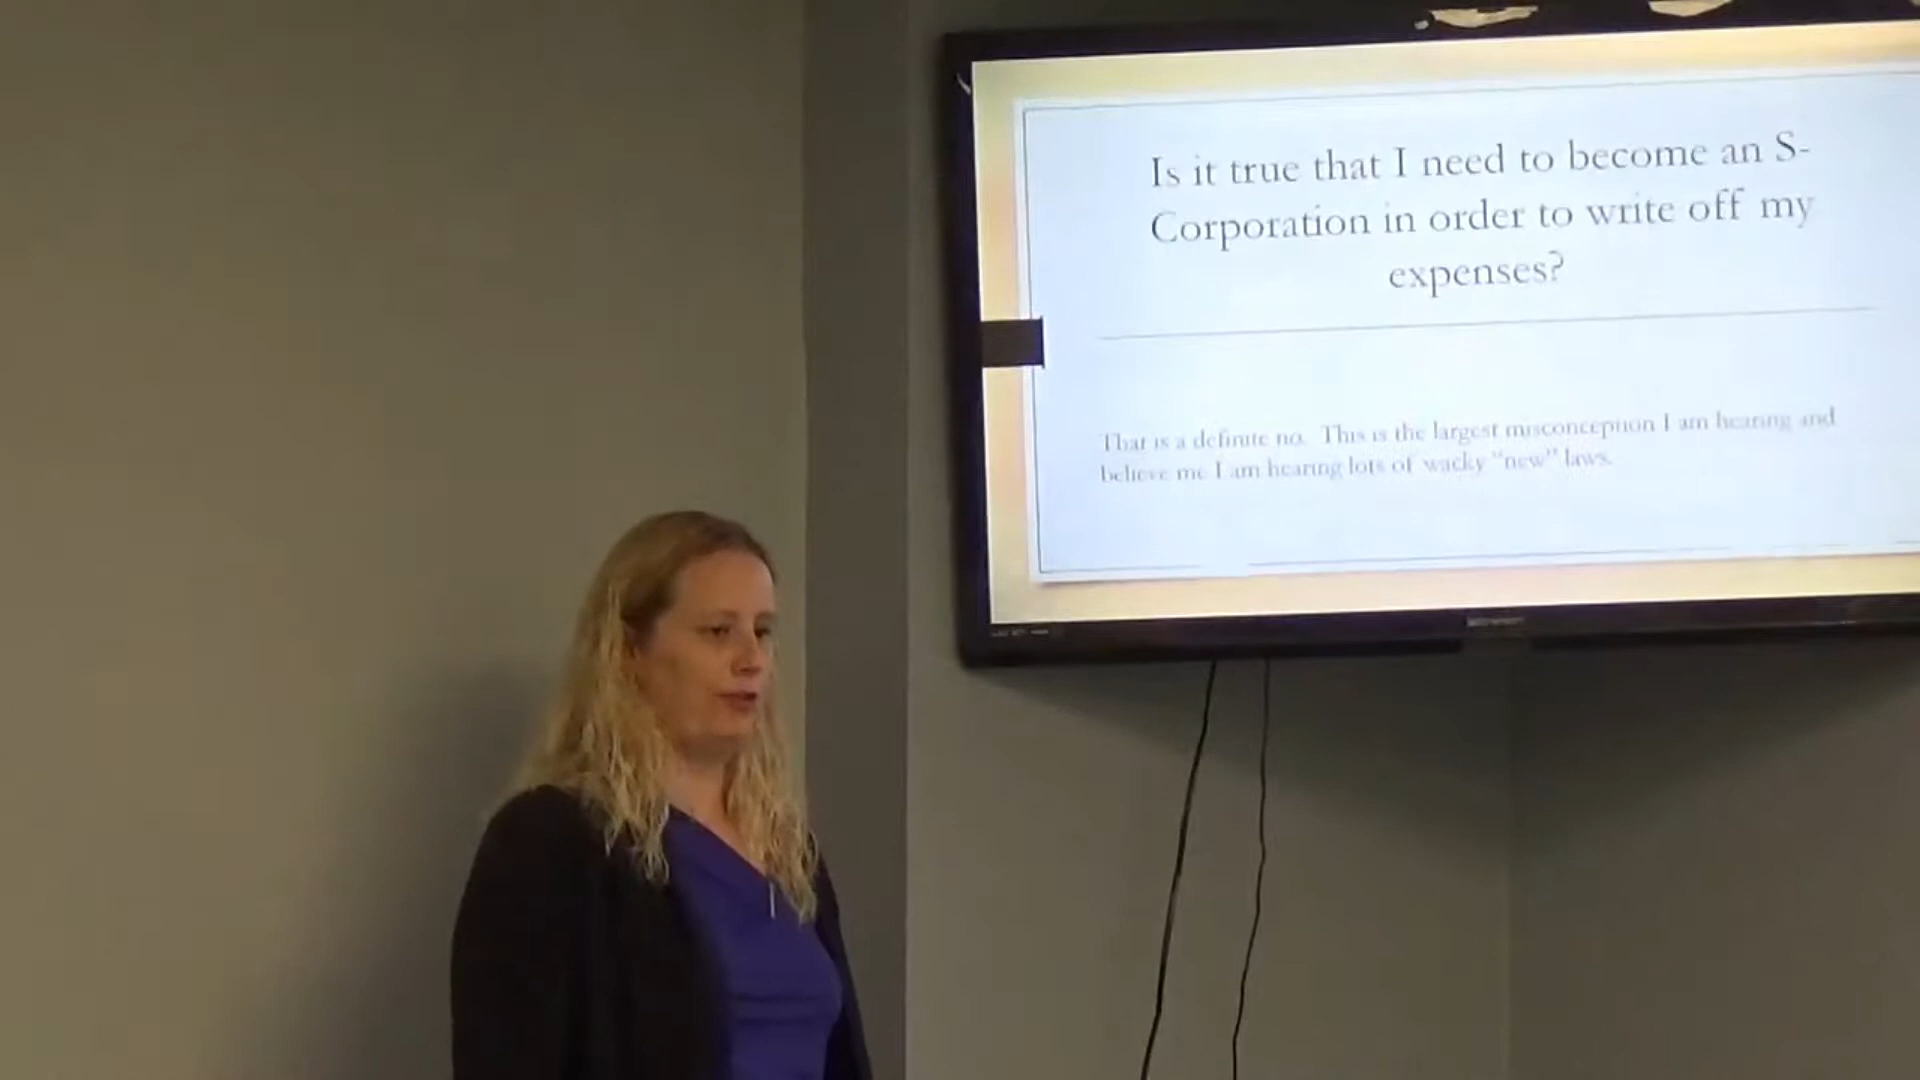 Is it true that I need to become an S-
Corporation in order to write off my
expenses?
That is a definite no. This is the largest misconception I am hearing and
believe me I am hearing lots of wacky "new" laws.